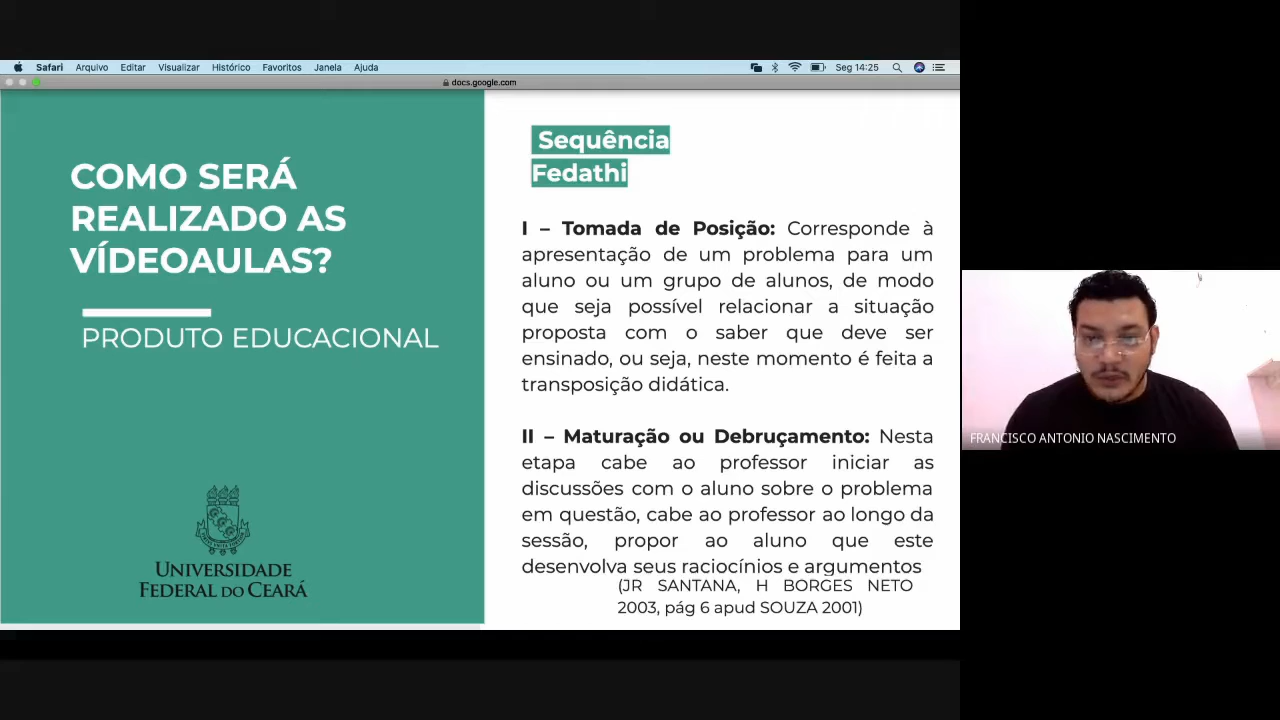 Safari Arquivo Editar Visualizar Histórico Favoritos Janela Ajuda Seg 14:25
docs.google.com
COMO SERÁ
REALIZADO AS
VÍDEOAULAS?
PRODUTO EDUCACIONAL
UNIVERSIDADE
FEDERAL DO CEARÁ
Sequência
Fedathi
I – Tomada de Posição: Corresponde à
apresentação de um problema para um
aluno ou um grupo de alunos, de modo
que seja possível relacionar a situação
proposta com o saber que deve ser
ensinado, ou seja, neste momento é feita a
transposição didática.
II – Maturação ou Debruçamento: Nesta
etapa cabe ao professor iniciar as
discussões com o aluno sobre o problema
em questão, cabe ao professor ao longo da
sessão, propor ao aluno que este
desenvolva seus raciocínios e argumentos
(JR SANTANA, H BORGES NETO
2003, pág 6 apud SOUZA 2001)
FRANCISCO ANTONIO NASCIMENTO